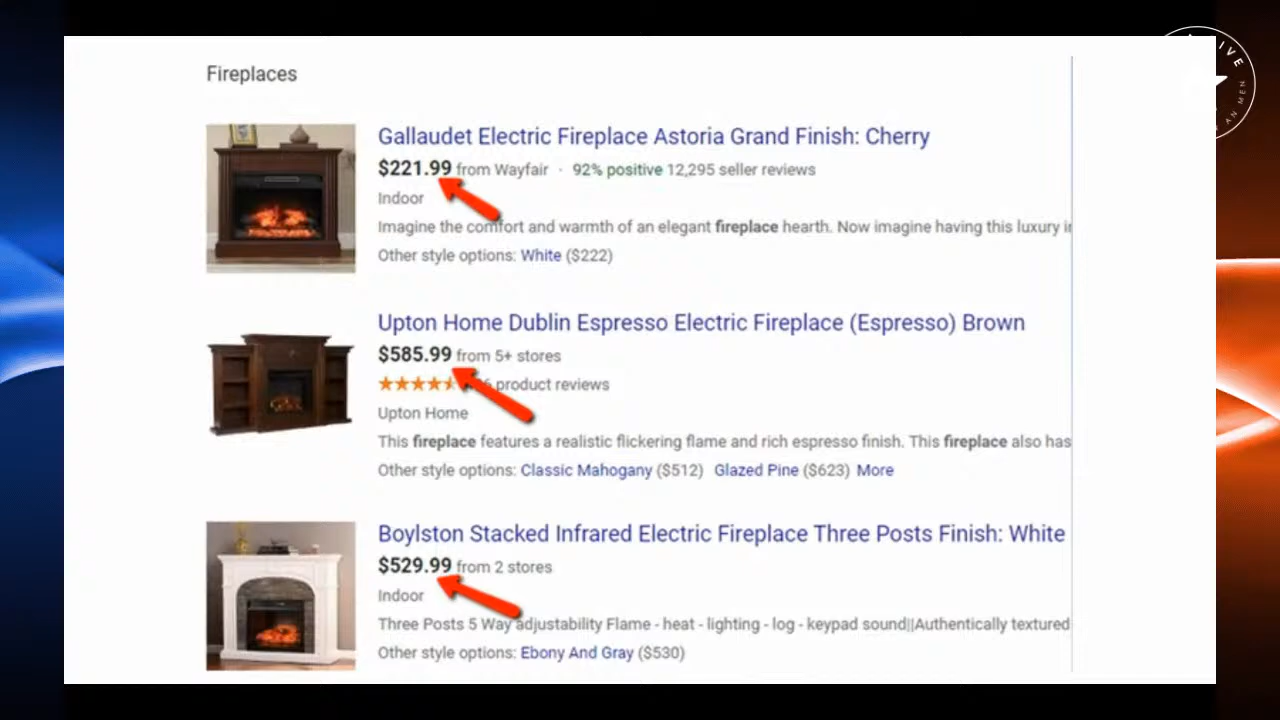 Fireplaces
Gallaudet Electric Fireplace Astoria Grand Finish: Cherry
$221.99 from Wayfair · 92% positive 12,295 seller reviews
Indoor
Imagine the comfort and warmth of an elegant fireplace hearth. Now imagine having this luxury
Other style options: White ($222)
Upton Home Dublin Espresso Electric Fireplace (Espresso) Brown
$585.99 from 5+ stores
product reviews
Upton Home
This fireplace features a realistic flickering flame and rich espresso finish. This fireplace also has
Other style options: Classic Mahogany ($512) Glazed Pine ($623) More
Boylston Stacked Infrared Electric Fireplace Three Posts Finish: White
$529.99 from 2 stores
Indoor
Three Posts 5 Way adjustability Flame - heat - lighting - log - keypad sound||Authentically textured
Other style options: Ebony And Gray ($530)